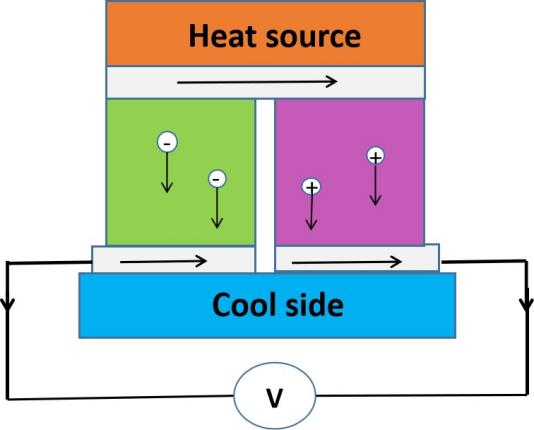 Heat source
-
+
-
+
Cool side
V